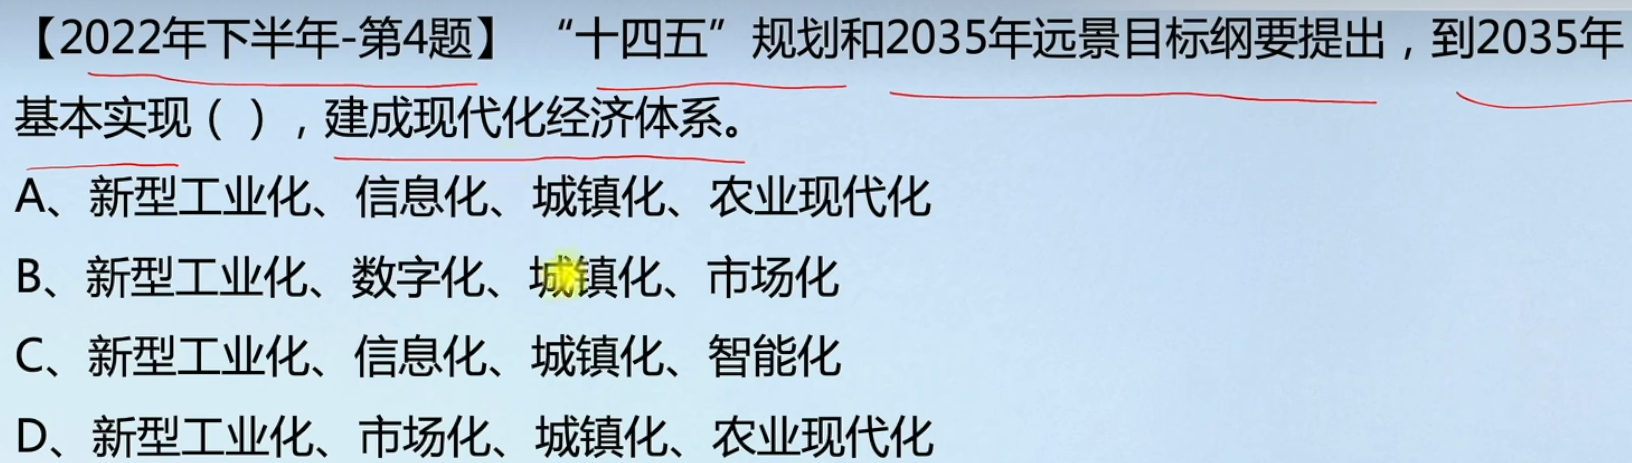 【2022年下半年-第4题】 “十四五”规划和2035年远景目标纲要提出，到2035年
基本实现（ ），建成现代化经济体系。
A、新型工业化、信息化、城镇化、农业现代化
B、新型工业化、数字化、城镇化、市场化
C、新型工业化、信息化、城镇化、智能化
D、新型工业化、市场化、城镇化、农业现代化